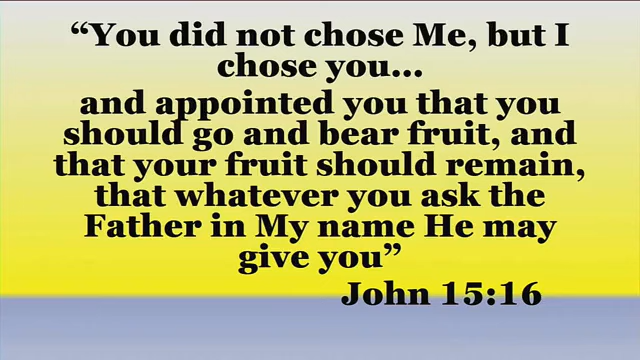 “You did not chose Me, but I
chose you...
and appointed you that you
should go and bear fruit, and
that your fruit should remain,
that whatever you ask the
Father in My name He may
give you”
John 15:16